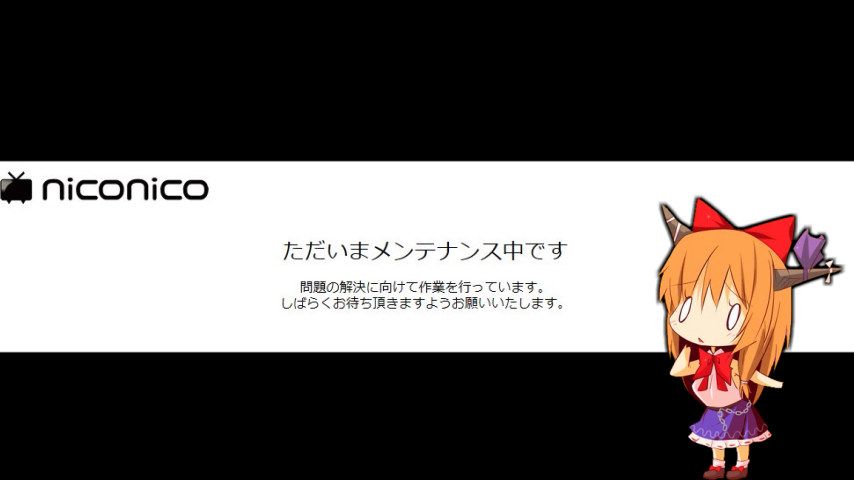 niconico
ただいまメンテナンス中です
問題の解決に向けて作業を行っています。
しばらくお待ち頂きますようお願いいたします。